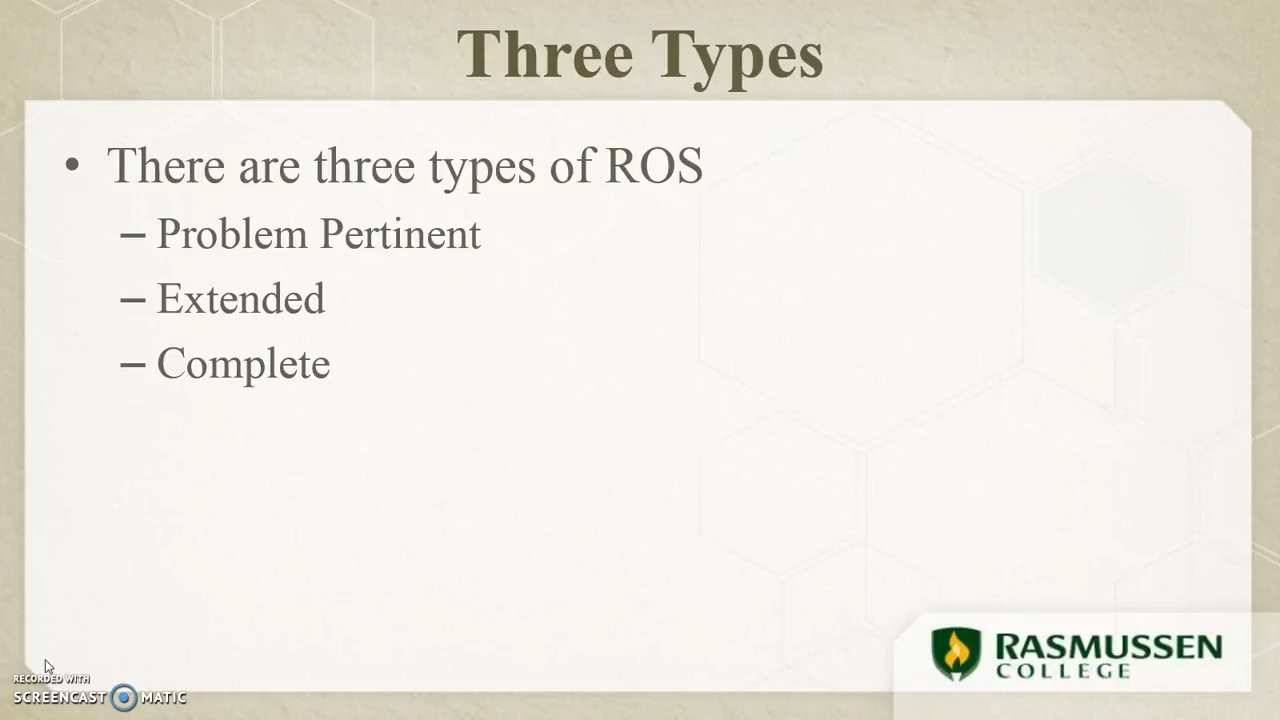 Three Types
• There are three types of ROS
– Problem Pertinent
– Extended
– Complete
RASMUSSEN
COLLEGE
RECORDED WITH
SCREENCAST MATIC